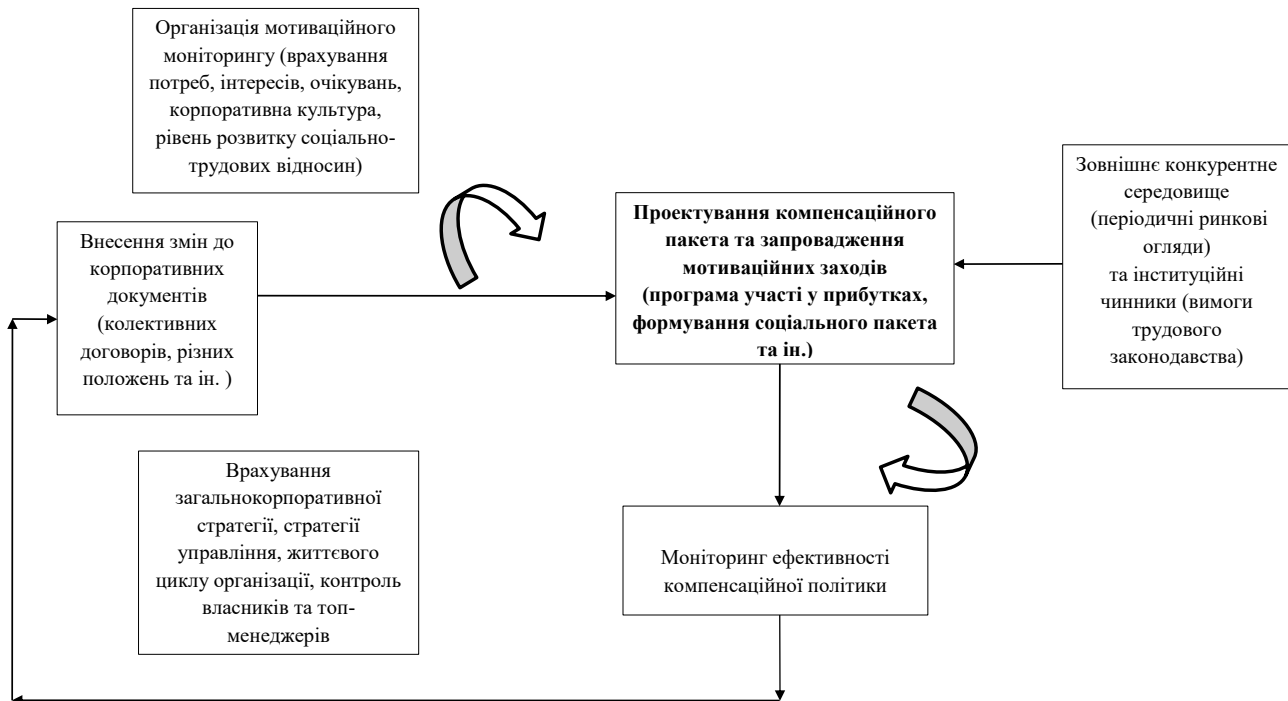 Організація мотиваційного
моніторингу (врахування
потреб, інтересів, очікувань,
корпоративна культура,
рівень розвитку соціально-
трудових відносин)
Внесення змін до
корпоративних
документів
(колективних
договорів, різних
положень та ін. )
Проектування компенсаційного
пакета та запровадження
мотиваційних заходів
(програма участі у прибутках,
формування соціального пакета
та ін.)
Зовнішнє конкурентне
середовище
(періодичні ринкові
огляди)
та інституційні
чинники (вимоги
трудового
законодавства)
Врахування
загальнокорпоративної
стратегії, стратегії
управління, життєвого
циклу організації, контроль
власників та топ-
менеджерів
Моніторинг ефективності
компенсаційної політики